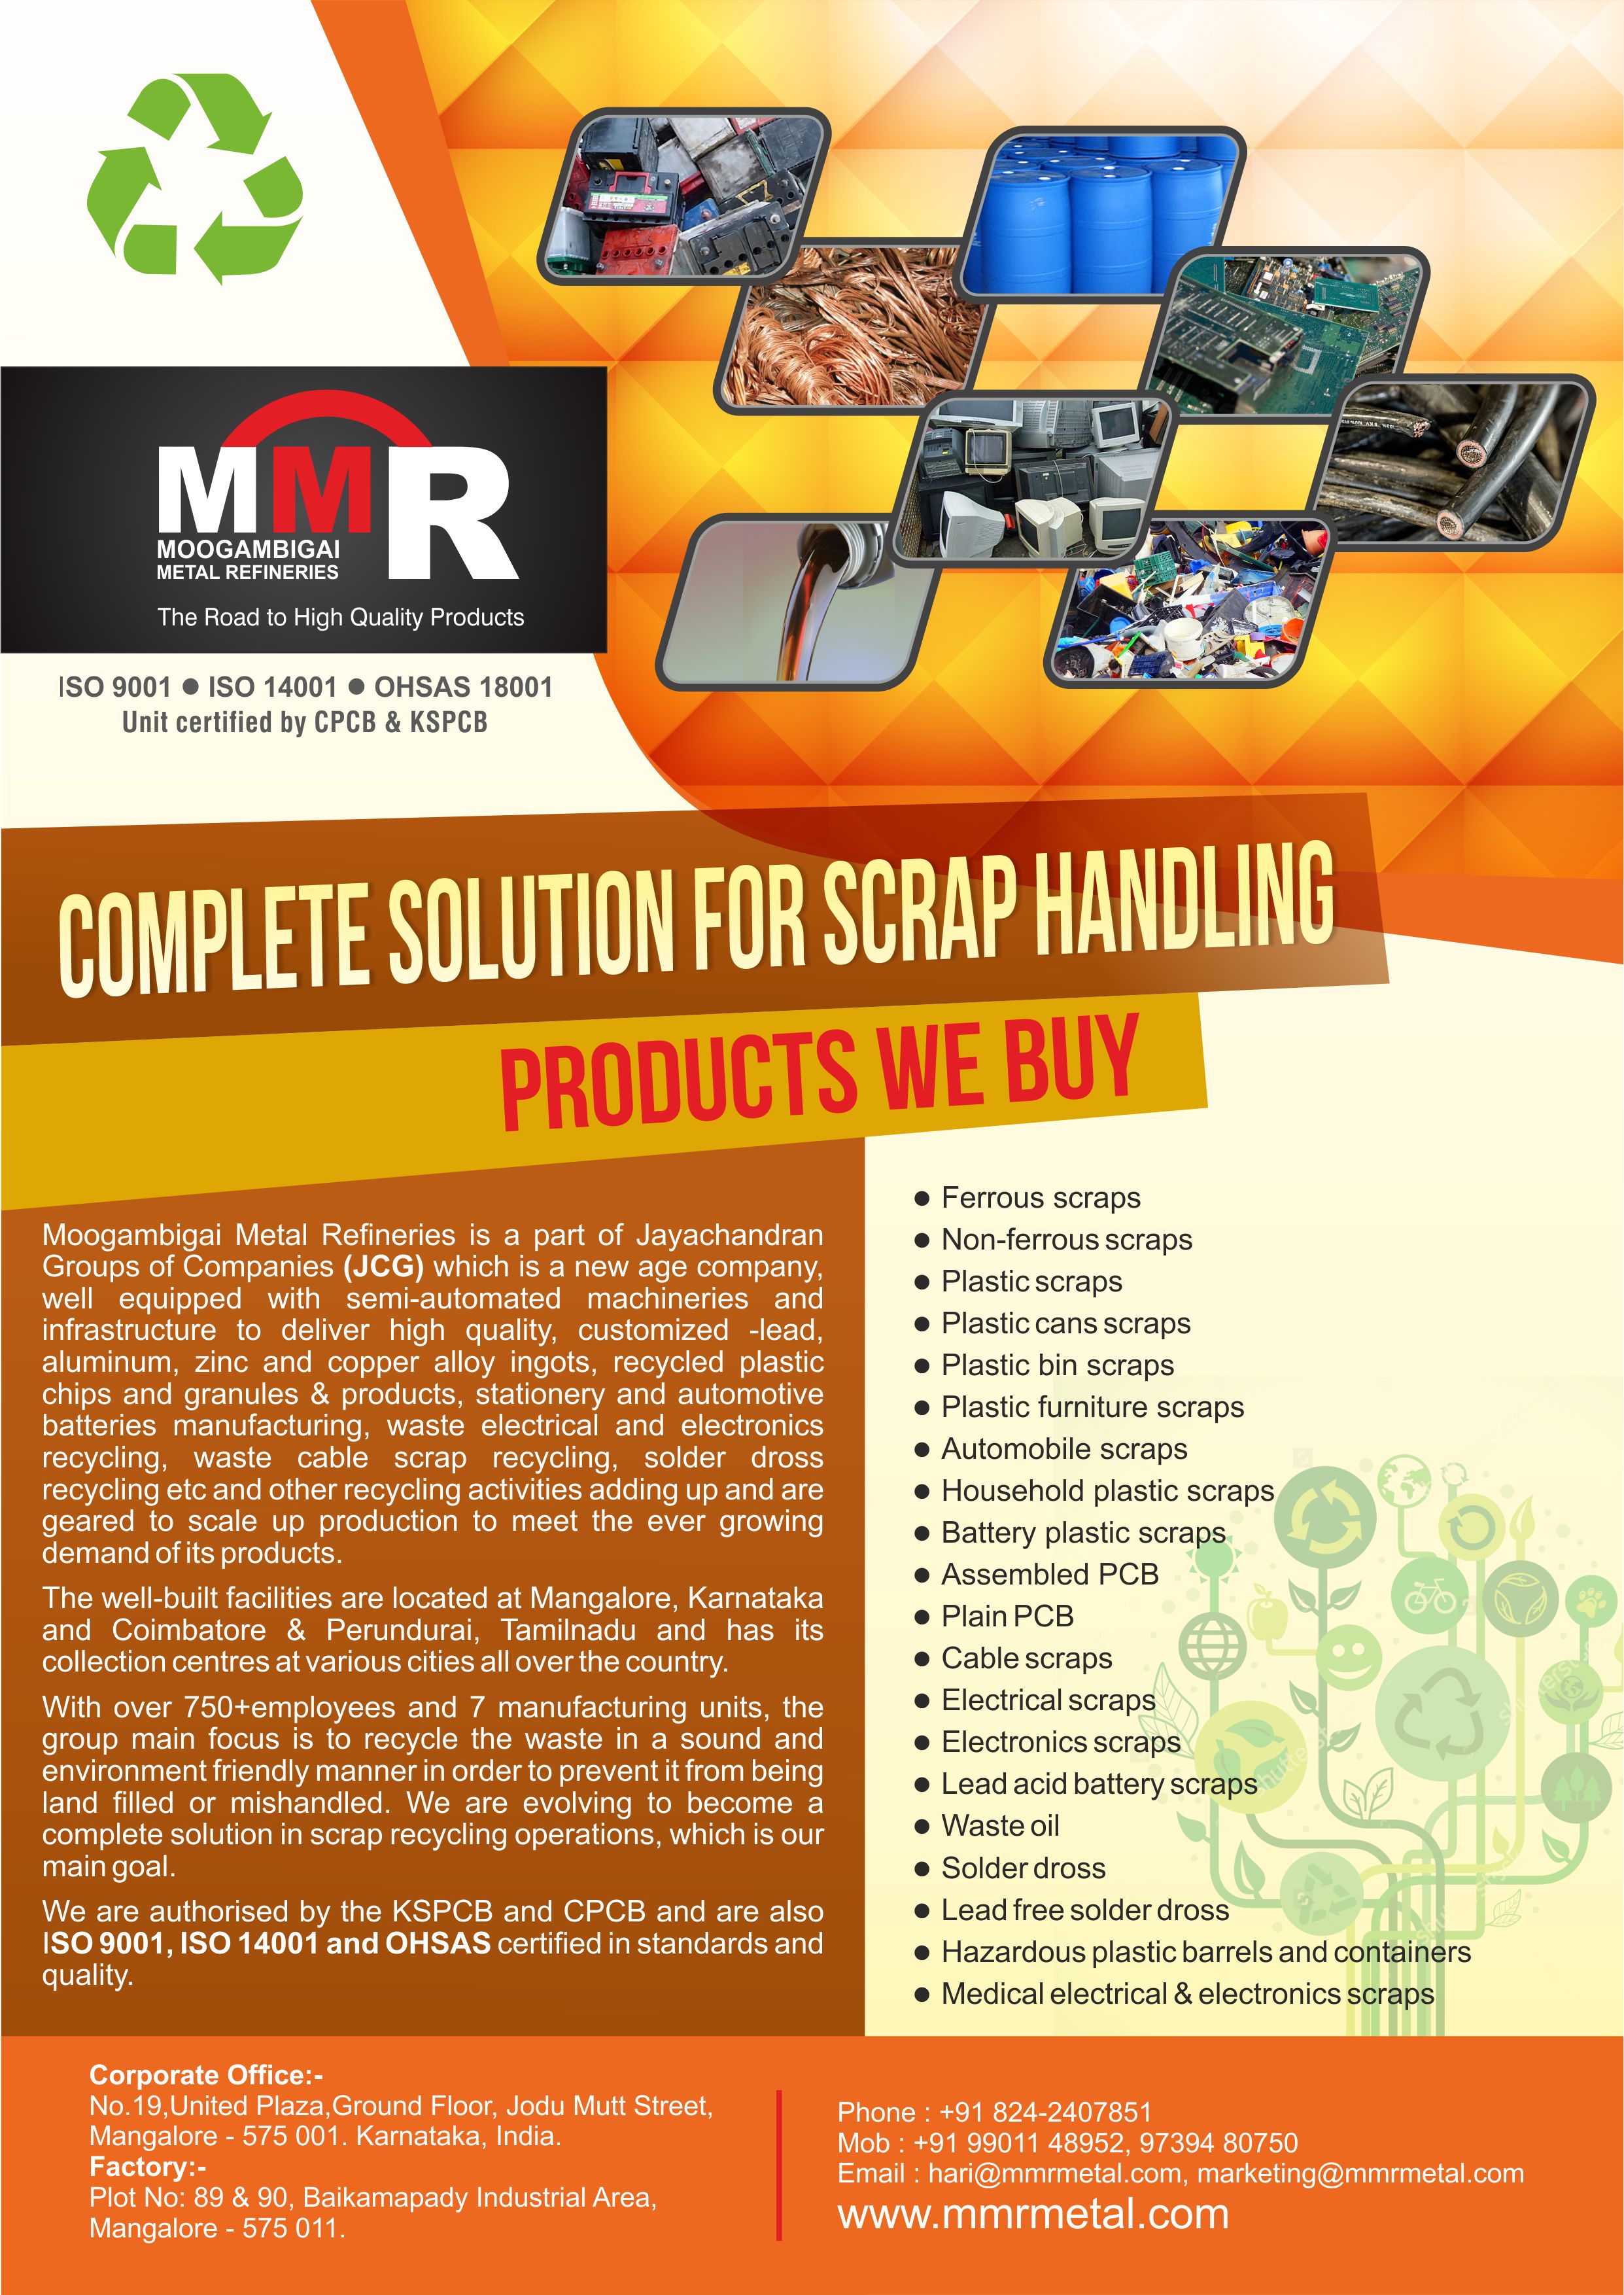 MMR
MOOGAMBIGAI
METAL REFINERIES
The Road to High Quality Products
ISO 9001 ● ISO 14001 ● OHSAS 18001
Unit certified by CPCB & KSPCB
COMPLETE SOLUTION FOR SCRAP HANDLING
PRODUCTS WE BUY
Moogambigai Metal Refineries is a part of Jayachandran
Groups of Companies (JCG) which is a new age company,
well equipped with semi-automated machineries and
infrastructure to deliver high quality, customized -lead,
aluminum, zinc and copper alloy ingots, recycled plastic
chips and granules & products, stationery and automotive
batteries manufacturing, waste electrical and electronics
recycling, waste cable scrap recycling, solder dross
recycling etc and other recycling activities adding up and are
geared to scale up production to meet the ever growing
demand of its products.
The well-built facilities are located at Mangalore, Karnataka
and Coimbatore & Perundurai, Tamilnadu and has its
collection centres at various cities all over the country.
With over 750+employees and 7 manufacturing units, the
group main focus is to recycle the waste in a sound and
environment friendly manner in order to prevent it from being
land filled or mishandled. We are evolving to become a
complete solution in scrap recycling operations, which is our
main goal.
We are authorised by the KSPCB and CPCB and are also
ISO 9001, ISO 14001 and OHSAS certified in standards and
quality.
● Ferrous scraps
● Non-ferrous scraps
● Plastic scraps
● Plastic cans scraps
● Plastic bin scraps
● Plastic furniture scraps
● Automobile scraps
● Household plastic scraps
● Battery plastic scraps
● Assembled PCB
● Plain PCB
● Cable scraps
● Electrical scraps
● Electronics scraps
● Lead acid battery scraps
● Waste oil
● Solder dross
● Lead free solder dross
● Hazardous plastic barrels and containers
● Medical electrical & electronics scraps
Corporate Office:-
No.19,United Plaza,Ground Floor, Jodu Mutt Street,
Mangalore - 575 001. Karnataka, India.
Factory:-
Plot No: 89 & 90, Baikamapady Industrial Area,
Mangalore - 575 011.
Phone : +91 824-2407851
Mob : +91 99011 48952, 97394 80750
Email : hari@mmrmetal.com, marketing@mmrmetal.com
www.mmrmetal.com